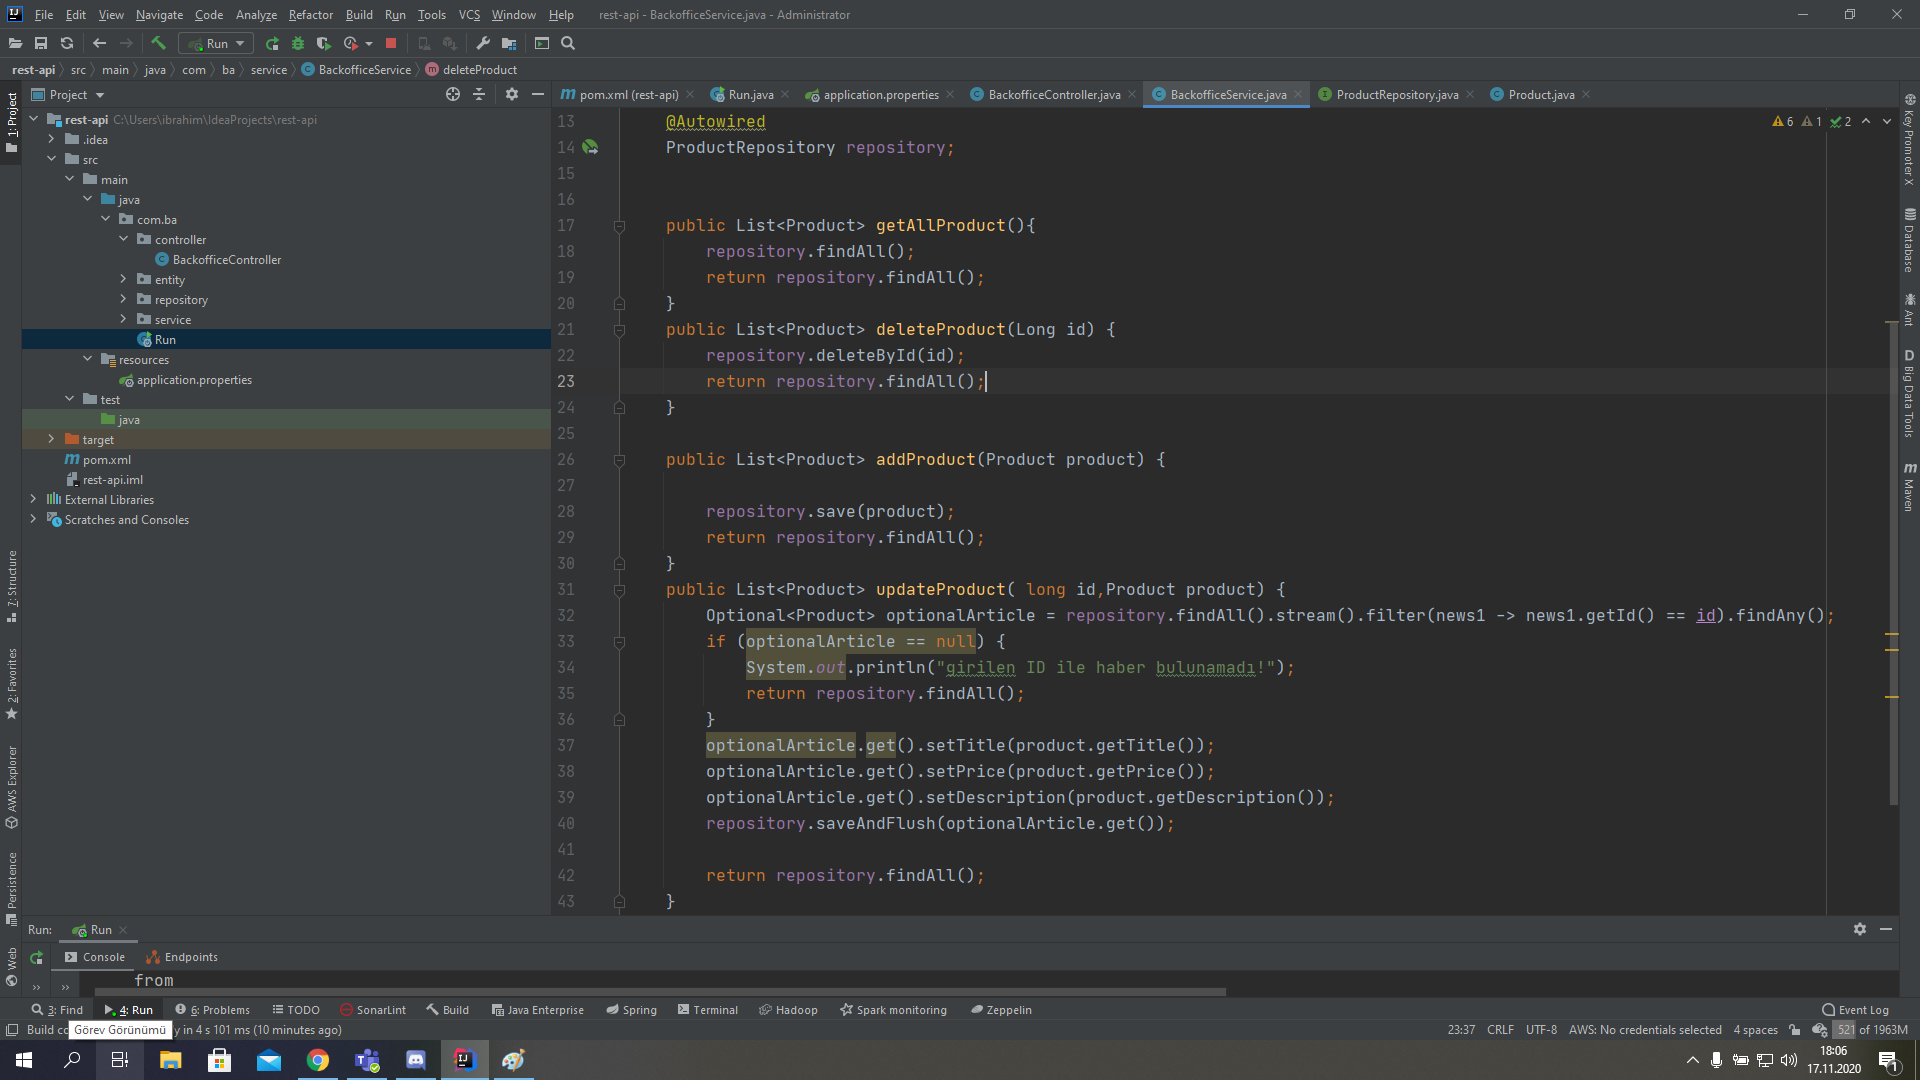 File Edit View Navigate Code Analyze Refactor Build Run Tools VCS Window Help rest-api - BackofficeService.java - Administrator
Run
rest-api src main java com ba service BackofficeService deleteProduct
1: Project
7: Structure
2: Favorites
AWS Explorer
Persistence
Web
Project
rest-api C:\Users\ibrahim\IdeaProjects\rest-api
.idea
src
main
java
com.ba
controller
BackofficeController
entity
repository
service
Run
resources
application.properties
test
java
target
pom.xml
rest-api.iml
External Libraries
Scratches and Consoles
pom.xml (rest-api) Run.java application.properties BackofficeController.java BackofficeService.java ProductRepository.java Product.java
6 1 2
13 @Autowired
14 ProductRepository repository;
15
16
17 public List<Product> getAllProduct(){
18 repository.findAll();
19 return repository.findAll();
20 }
21 public List<Product> deleteProduct(Long id) {
22 repository.deleteById(id);
23 return repository.findAll();
24 }
25
26 public List<Product> addProduct(Product product) {
27
28 repository.save(product);
29 return repository.findAll();
30 }
31 public List<Product> updateProduct( long id,Product product) {
32 Optional<Product> optionalArticle = repository.findAll().stream().filter(news1 -> news1.getId() == id).findAny();
33 if (optionalArticle == null) {
34 System.out.println("girilen ID ile haber bulunamadı!");
35 return repository.findAll();
36 }
37 optionalArticle.get().setTitle(product.getTitle());
38 optionalArticle.get().setPrice(product.getPrice());
39 optionalArticle.get().setDescription(product.getDescription());
40 repository.saveAndFlush(optionalArticle.get());
41
42 return repository.findAll();
43 }
Key Promoter X
Database
Ant
Big Data Tools
Maven
Run: Run
Console Endpoints
from
3: Find 4: Run 6: Problems TODO SonarLint Build Java Enterprise Spring Terminal Hadoop Spark monitoring Zeppelin Event Log
Build co
Görev Görünümü
y in 4 s 101 ms (10 minutes ago)
23:37 CRLF UTF-8 AWS: No credentials selected 4 spaces 521 of 1963M
18:06
17.11.2020
1